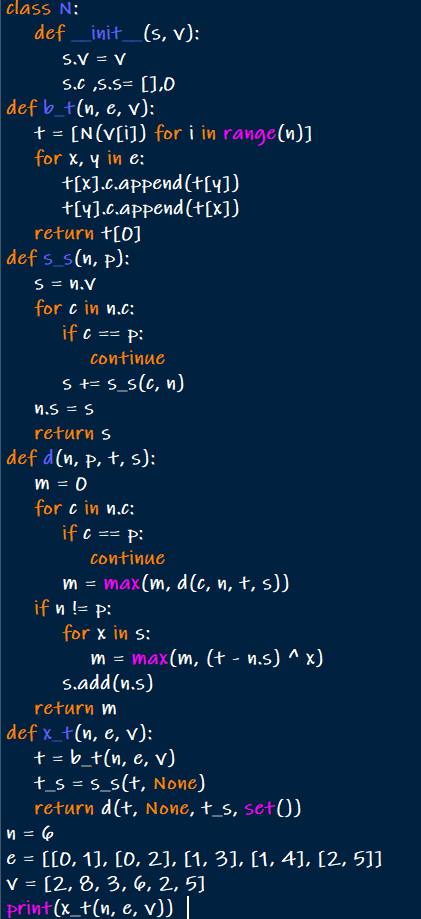 class N:
    def __init__(s, v):
        s.v = v
        s.c ,s.s= [],0
def b_t(n, e, v):
    t = [N(v[i]) for i in range(n)]
    for x, y in e:
        t[x].c.append(t[y])
        t[y].c.append(t[x])
    return t[0]
def s_s(n, p):
    s = n.v
    for c in n.c:
        if c == p:
            continue
        s += s_s(c, n)
    n.s = s
    return s
def d(n, p, t, s):
    m = 0
    for c in n.c:
        if c == p:
            continue
        m = max(m, d(c, n, t, s))
    if n != p:
        for x in s:
            m = max(m, (t - n.s) ^ x)
        s.add(n.s)
    return m
def x_t(n, e, v):
    t = b_t(n, e, v)
    t_s = s_s(t, None)
    return d(t, None, t_s, set())
n = 6
e = [[0, 1], [0, 2], [1, 3], [1, 4], [2, 5]]
v = [2, 8, 3, 6, 2, 5]
print(x_t(n, e, v))